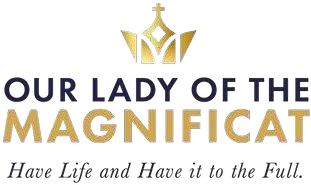 OUR LADY OF THE
MAGNIFICAT
Have Life and Have it to the Full.